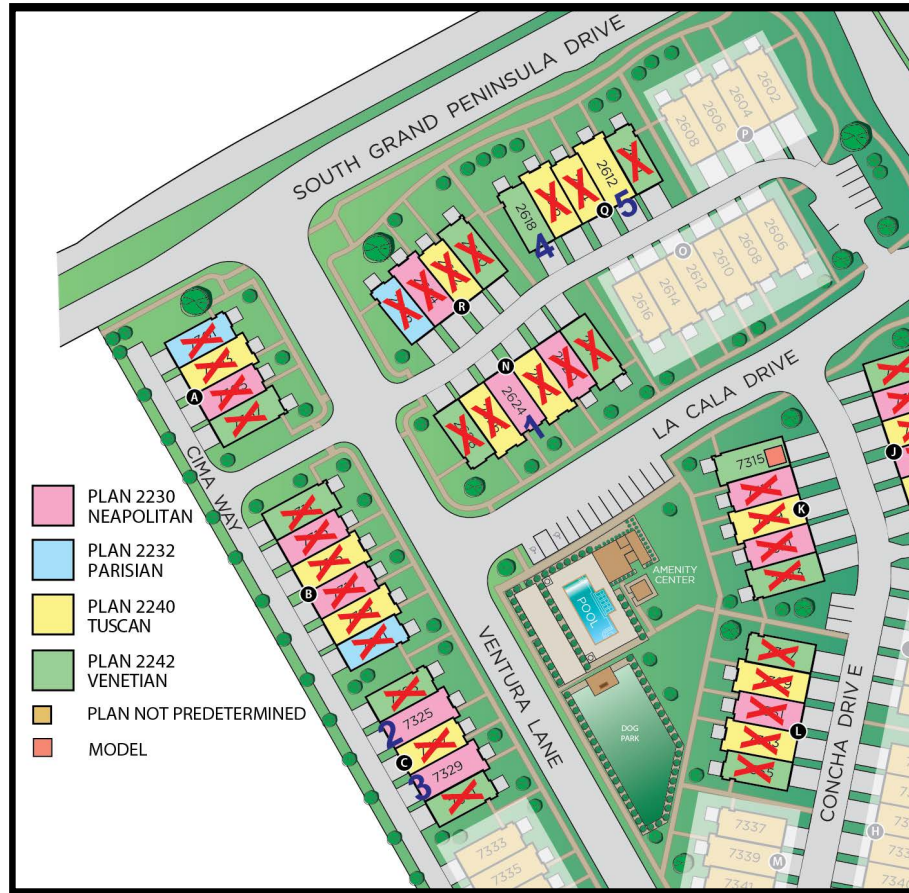 SOUTH GRAND PENINSULA DRIVE
2602
2604
2606
2608
P
2612
5
Q
2618
4
R
O
2606
2608
2610
2612
2614
2616
N
2624
1
A
CIMA WAY
LA CALA DRIVE
7315
J
K
B
AMENITY
CENTER
POOL
VENTURA LANE
PLAN 2230
NEAPOLITAN
PLAN 2232
PARISIAN
PLAN 2240
TUSCAN
PLAN 2242
VENETIAN
PLAN NOT PREDETERMINED
MODEL
2
7325
C
3
7329
DOG
PARK
L
CONCHA DRIVE
H
7333
7335
7337
7339
7341
M